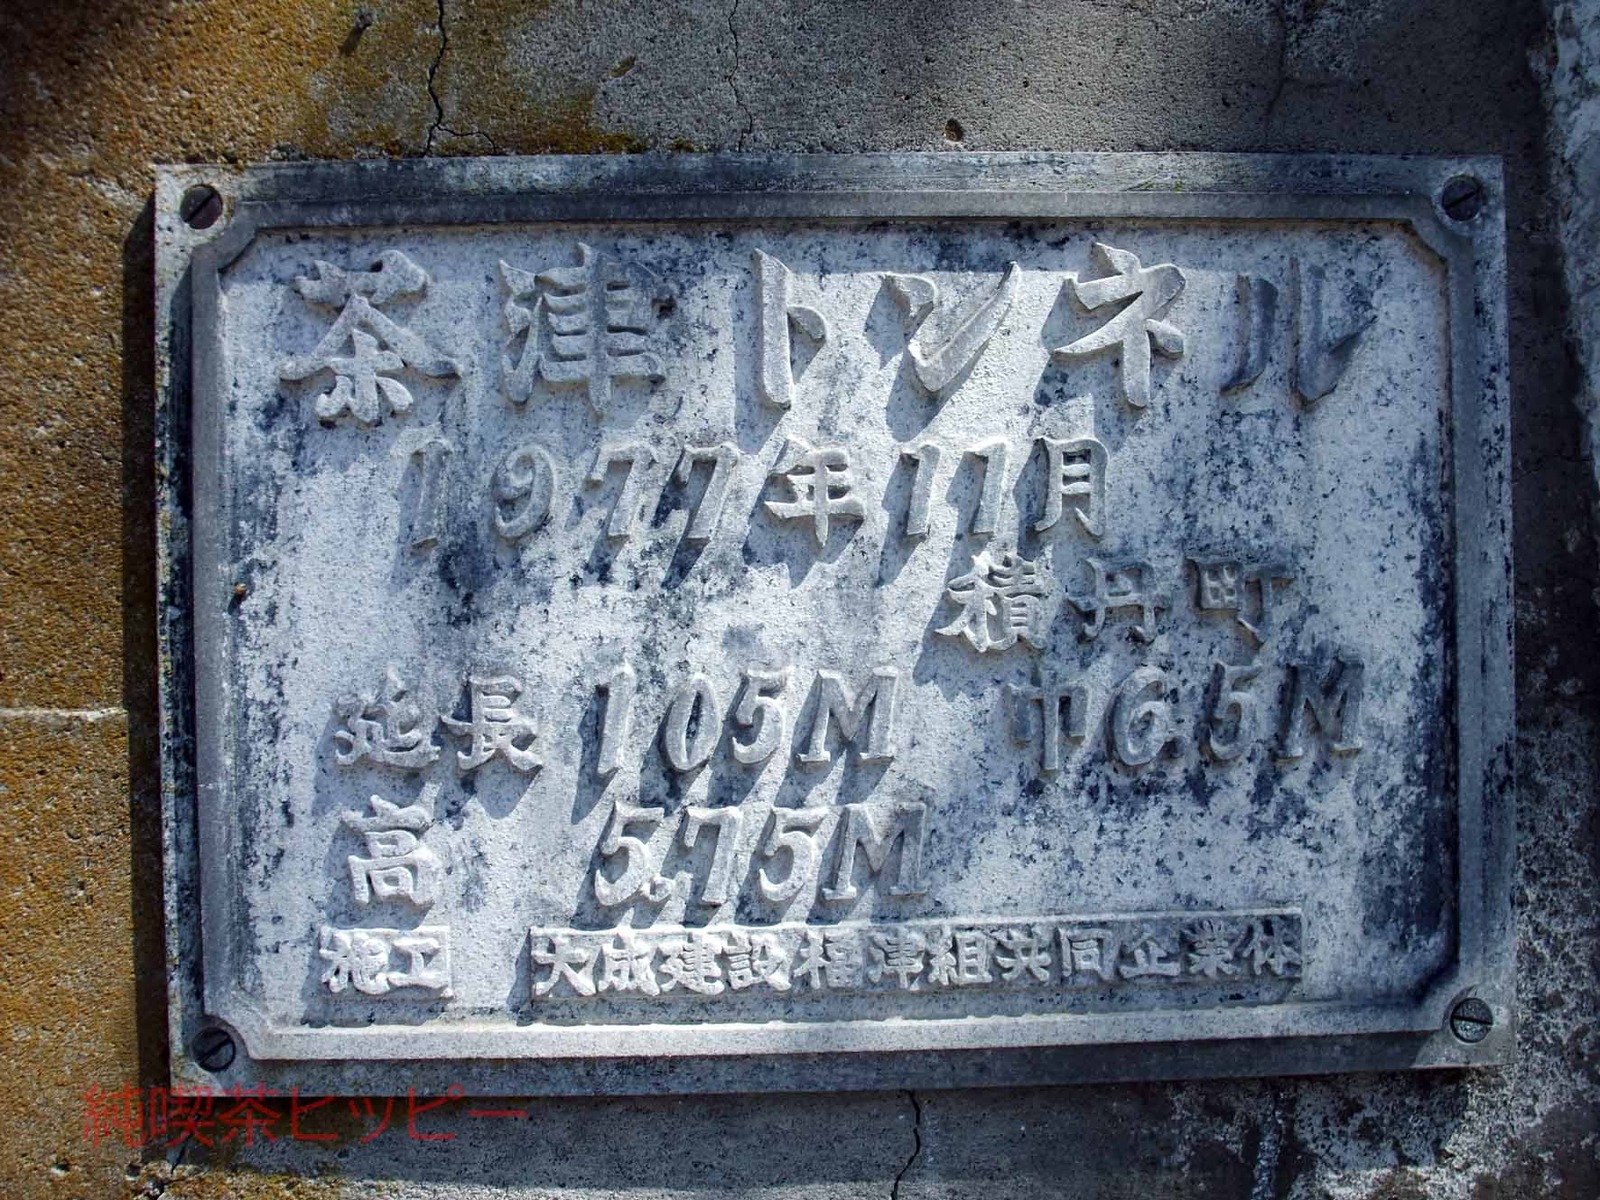 茶津トンネル
1977年11月
積丹町
延長 105M 巾6.5M
高 5.75M
施工 大成建設福津組共同企業体
純喫茶ヒッピー